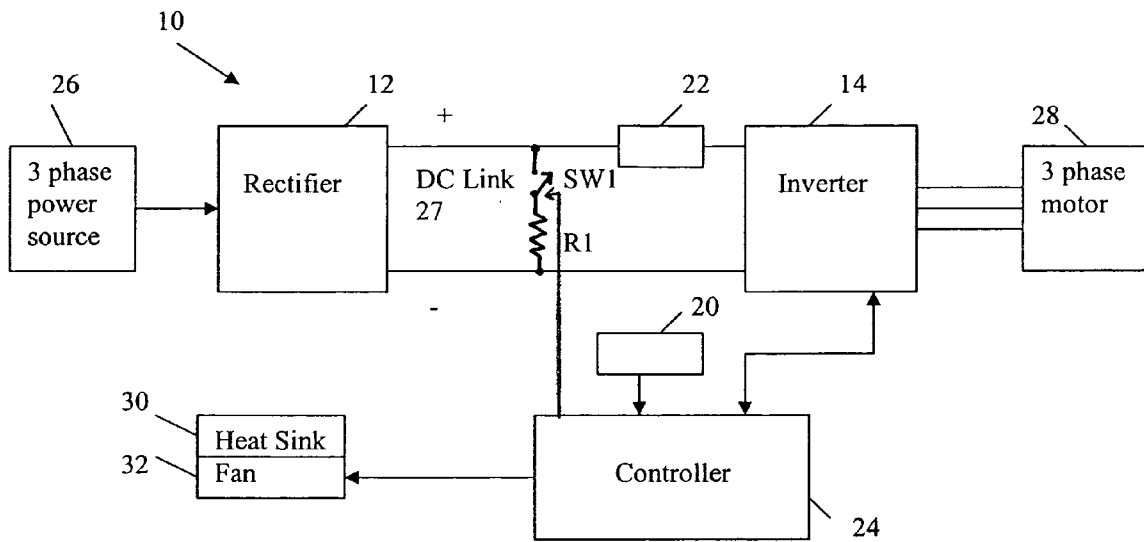 10
26
12
22
14
28
+
3 phase
power
source
Rectifier
DC Link
27
SW1
R1
Inverter
3 phase
motor
-
20
30
32
Heat Sink
Fan
Controller
24